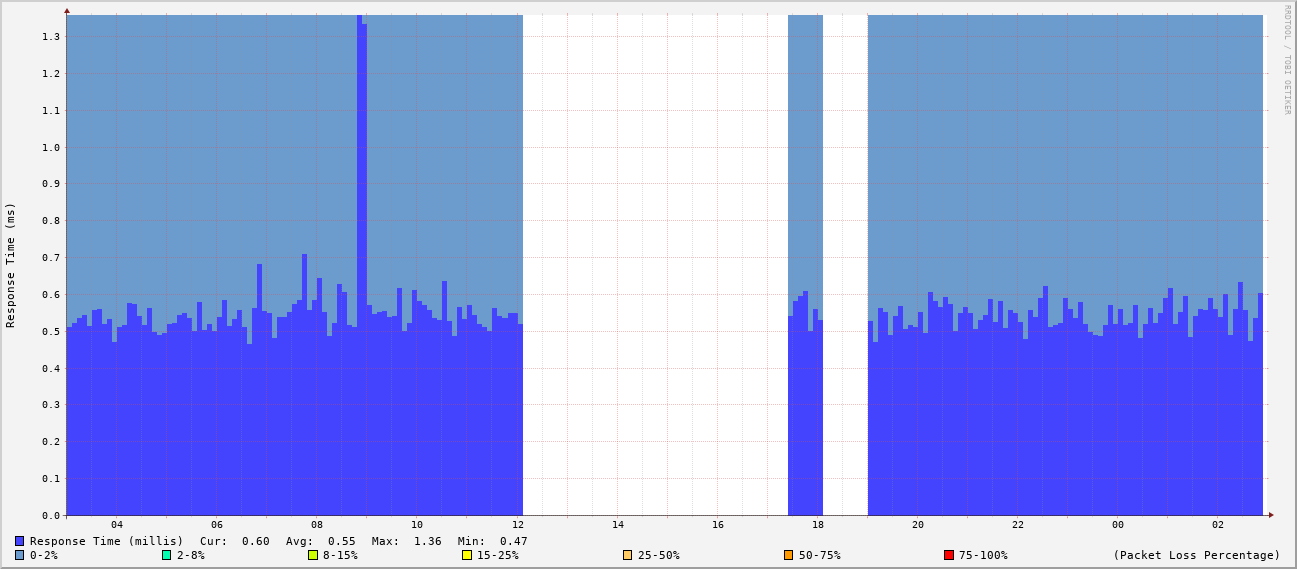 RRDTOOL / TOBI OETIKER
Response Time (ms)
1.3
1.2
1.1
1.0
0.9
0.8
0.7
0.6
0.5
0.4
0.3
0.2
0.1
0.0
04 06 08 10 12 14 16 18 20 22 00 02
Response Time (millis) Cur: 0.60 Avg: 0.55 Max: 1.36 Min: 0.47
0-2% 2-8% 8-15% 15-25% 25-50% 50-75% 75-100% (Packet Loss Percentage)